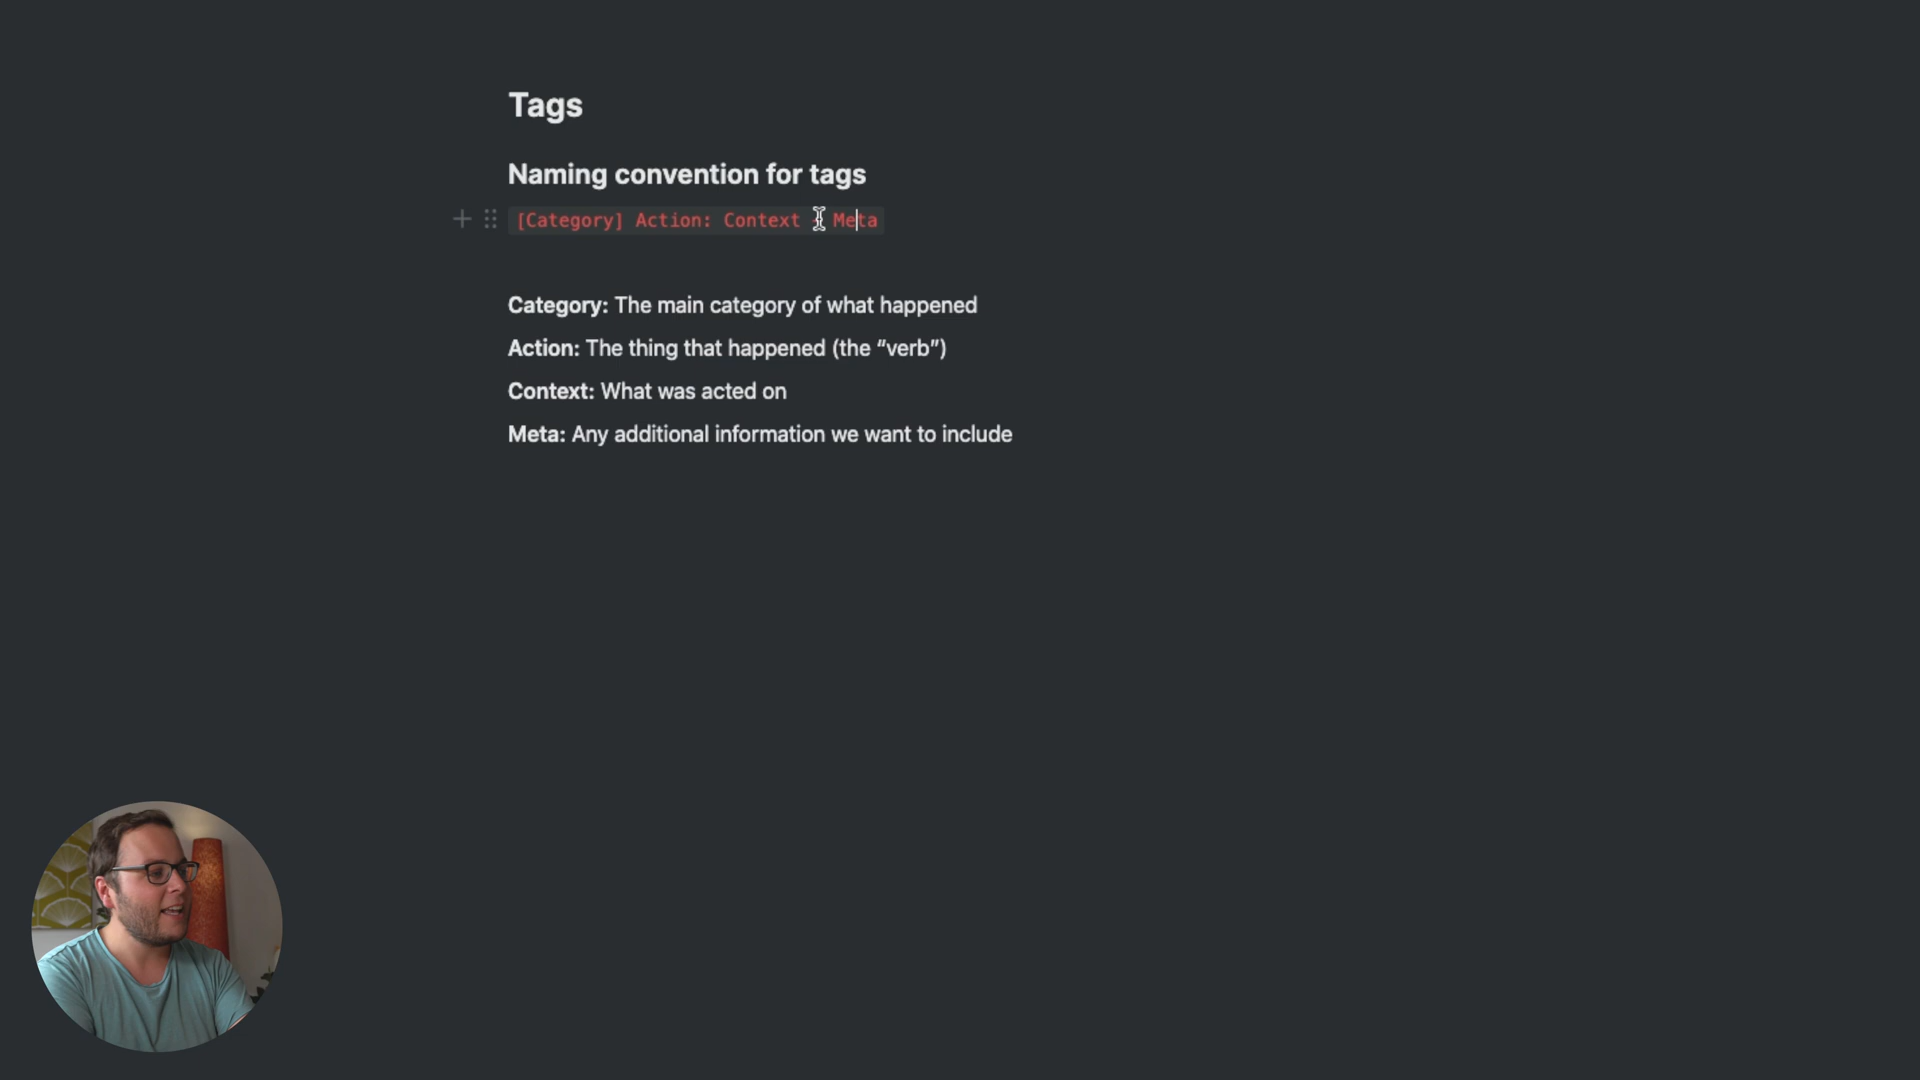 Tags
Naming convention for tags
[Category] Action: Context Meta
Category: The main category of what happened
Action: The thing that happened (the “verb”)
Context: What was acted on
Meta: Any additional information we want to include